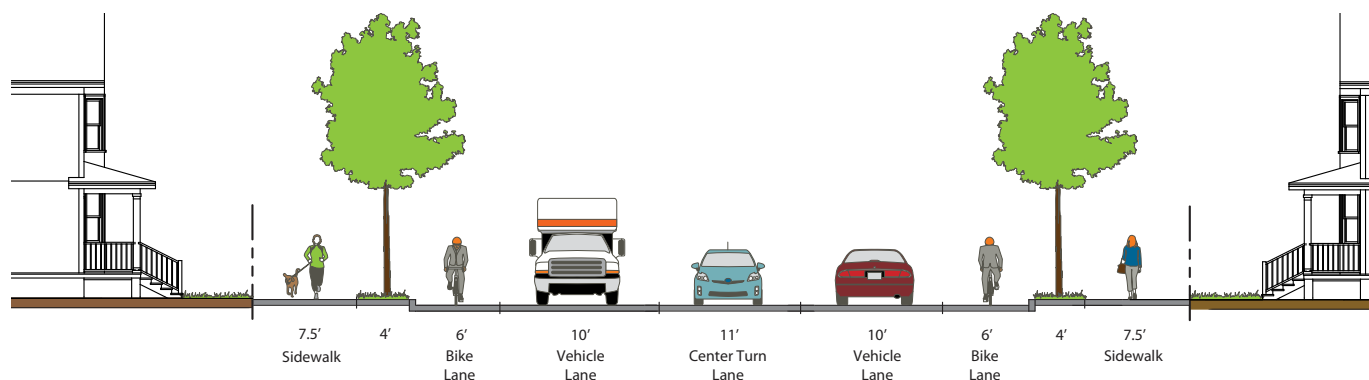 7.5′ 4′ 6′ 10′ 11′ 10′ 6′ 4′ 7.5′
Sidewalk Bike Vehicle Center Turn Vehicle Bike Sidewalk
Lane Lane Lane Lane Lane